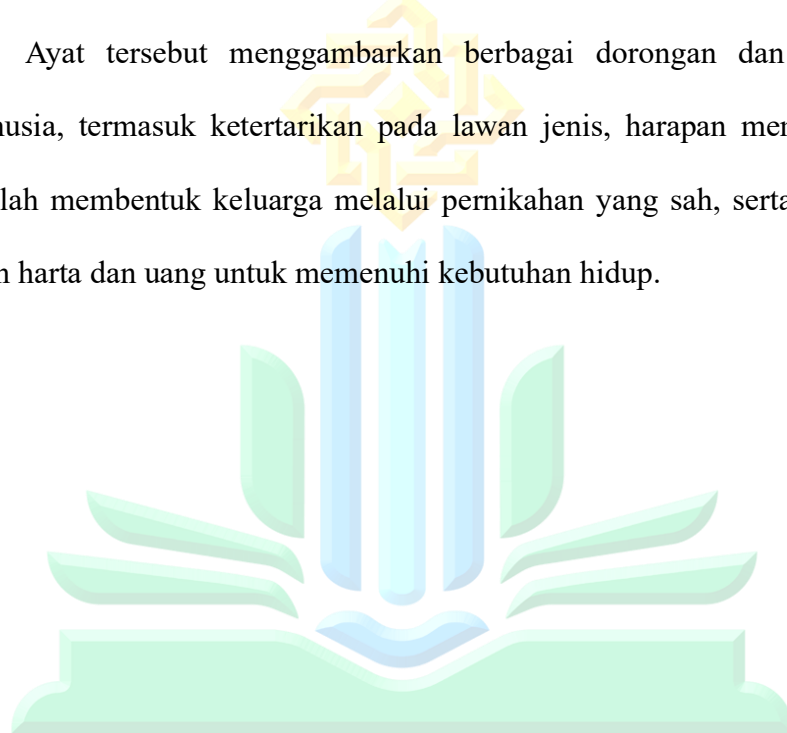 Ayat tersebut menggambarkan berbagai dorongan dan
usia, termasuk ketertarikan pada lawan jenis, harapan mer
lah membentuk keluarga melalui pernikahan yang sah, serta
harta dan uang untuk memenuhi kebutuhan hidup.